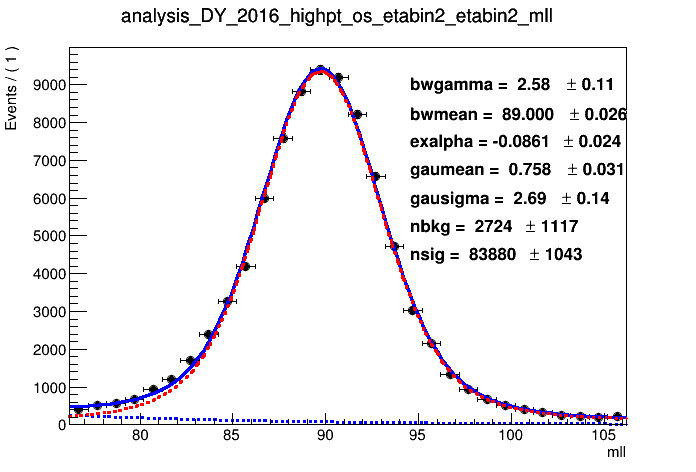 analysis_DY_2016_highpt_os_etabin2_etabin2_mll
Events / ( 1 )
9000
8000
7000
6000
5000
4000
3000
2000
1000
0
bwgamma = 2.58 ± 0.11
bwmean = 89.000 ± 0.026
exalpha = -0.0861 ± 0.024
gaumean = 0.758 ± 0.031
gausigma = 2.69 ± 0.14
nbkg = 2724 ± 1117
nsig = 83880 ± 1043
80 85 90 95 100 105
mll